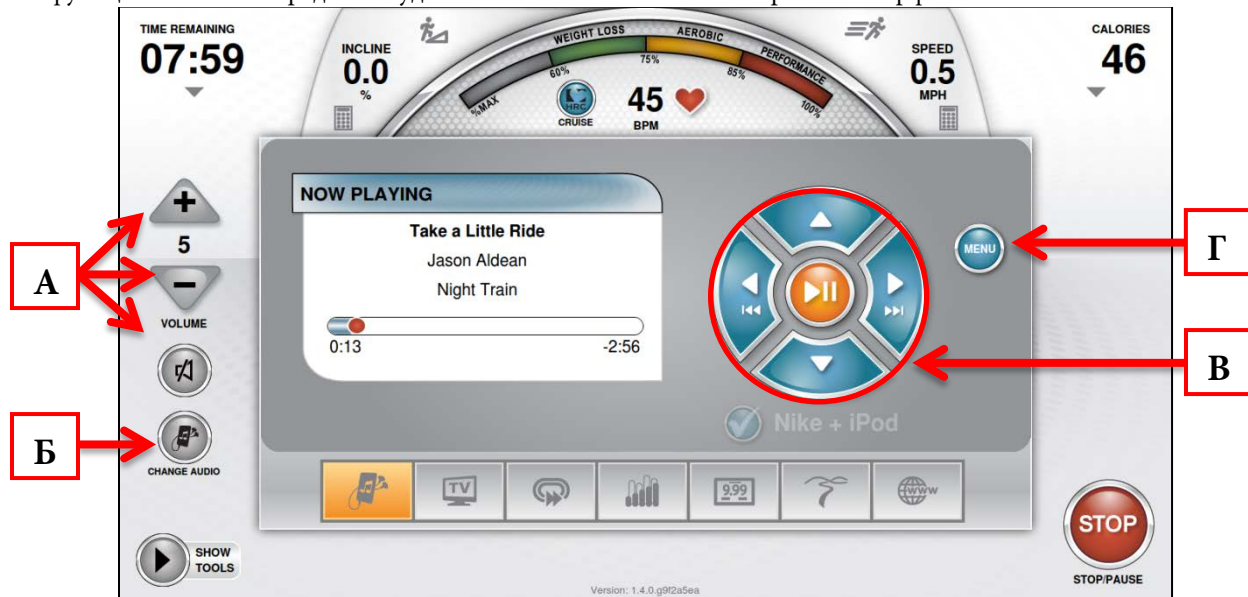 TIME REMAINING
07:59
INCLINE
0.0
%
WEIGHT LOSS
AEROBIC
PERFORMANCE
%MAX
60%
75%
85%
100%
HRC
CRUISE
45
BPM
SPEED
0.5
MPH
CALORIES
46
NOW PLAYING
Take a Little Ride
Jason Aldean
Night Train
0:13 -2:56
+
5
−
VOLUME
CHANGE AUDIO
SHOW
TOOLS
MENU
Nike + iPod
TV
9.99
www
STOP
STOP/PAUSE
Version: 1.4.0.g9f2a5ea
А
Б
В
Г